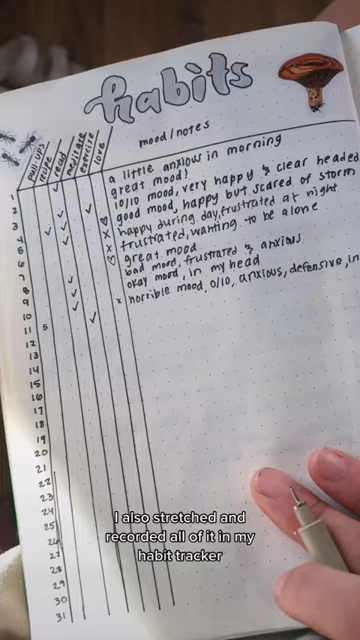 habits
pull-ups
recipe
read
meditate
exercise
love
mood/notes
1 a little anxious in morning
2 great mood!
3 10/10 mood, very happy & clear headed
4 good mood, happy but scared of storm
5 happy during day, frustrated at night
6 frustrated, wanting to be alone
7 great mood
8 bad mood, frustrated & anxious
9 okay mood, in my head
10 horrible mood, 0/10, anxious, defensive, in
11 5
12
13
14
15
16
17
18
19
20
21
22
23
24
25
26
27
28
29
30
31
I also stretched and
recorded all of it in my
habit tracker